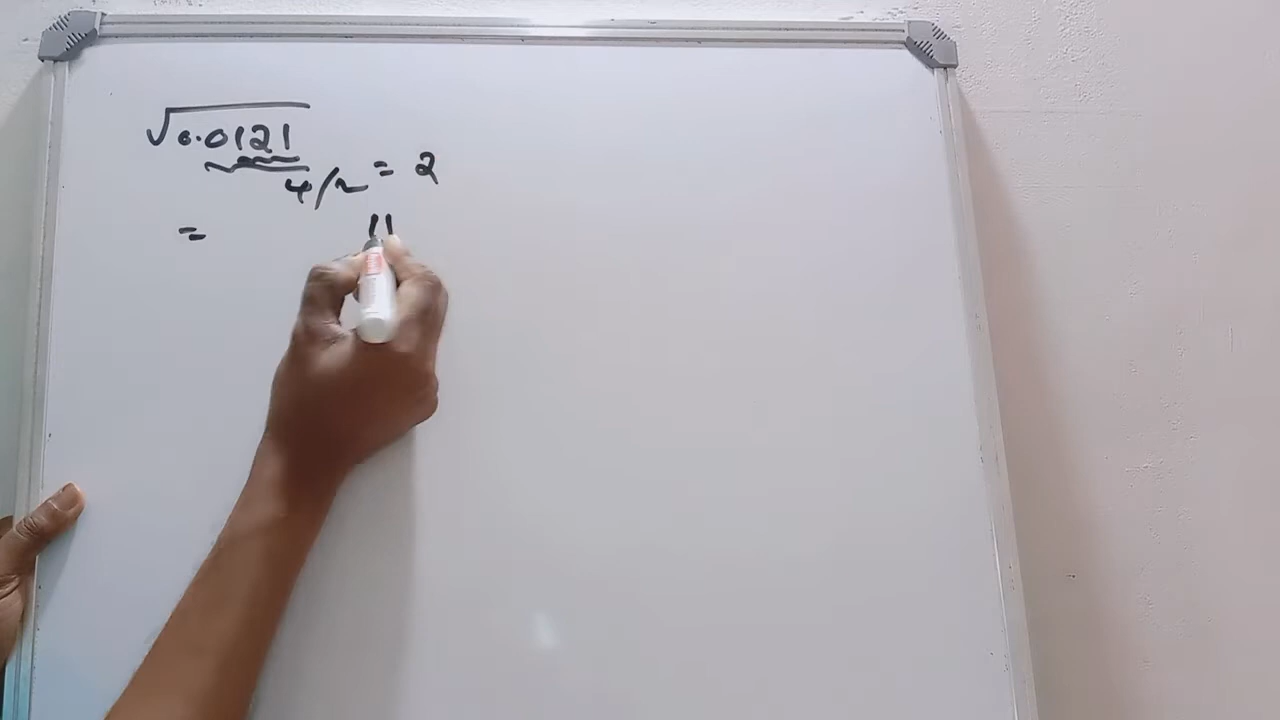 √0.0121
4/2 = 2
= 11